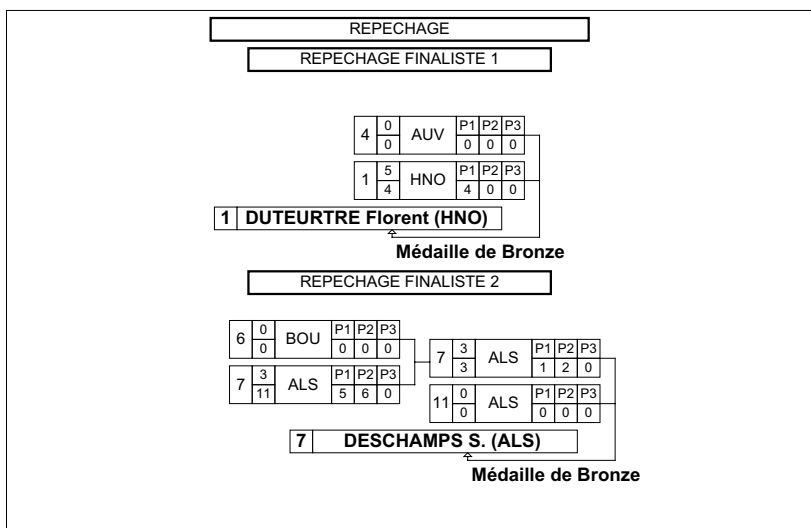 REPECHAGE
REPECHAGE FINALISTE 1
4 0 AUV P1 P2 P3
0 0 0 0
1 5 HNO P1 P2 P3
4 4 0 0
1 DUTEURTRE Florent (HNO)
Médaille de Bronze
REPECHAGE FINALISTE 2
6 0 BOU P1 P2 P3
0 0 0 0
7 3 ALS P1 P2 P3
11 5 6 0
7 3 ALS P1 P2 P3
3 1 2 0
11 0 ALS P1 P2 P3
0 0 0 0
7 DESCHAMPS S. (ALS)
Médaille de Bronze